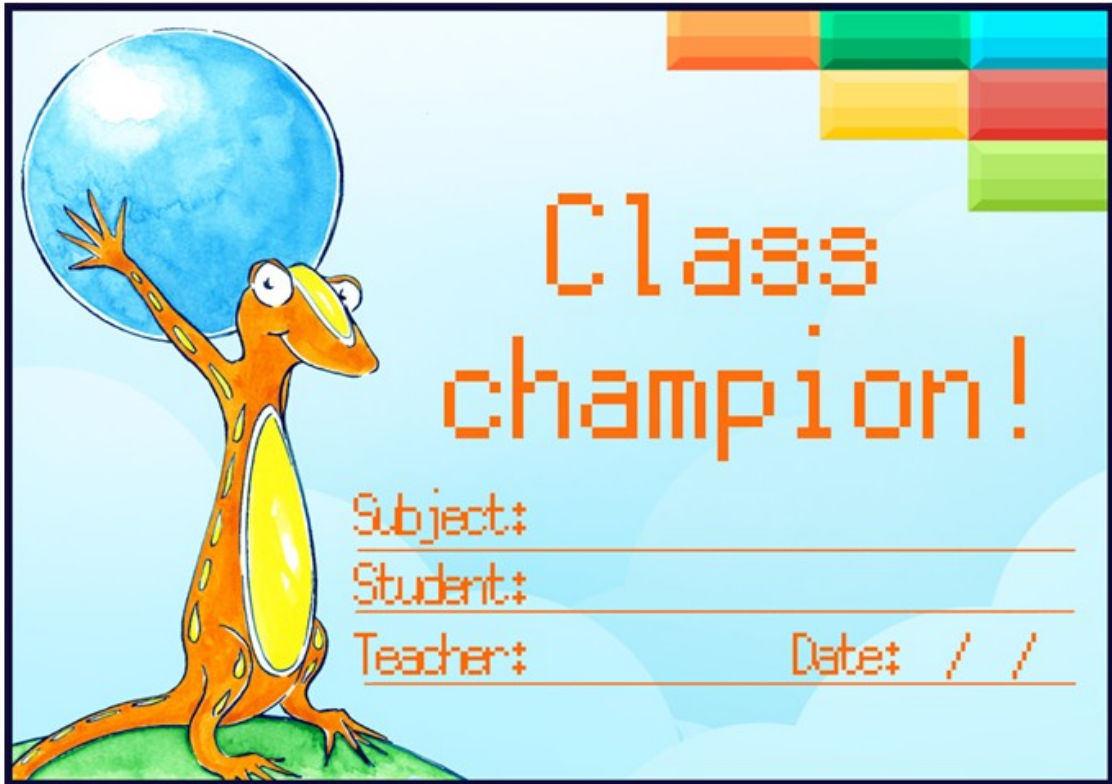 Class
champion!
Subject:
Student:
Teacher: Date: / /